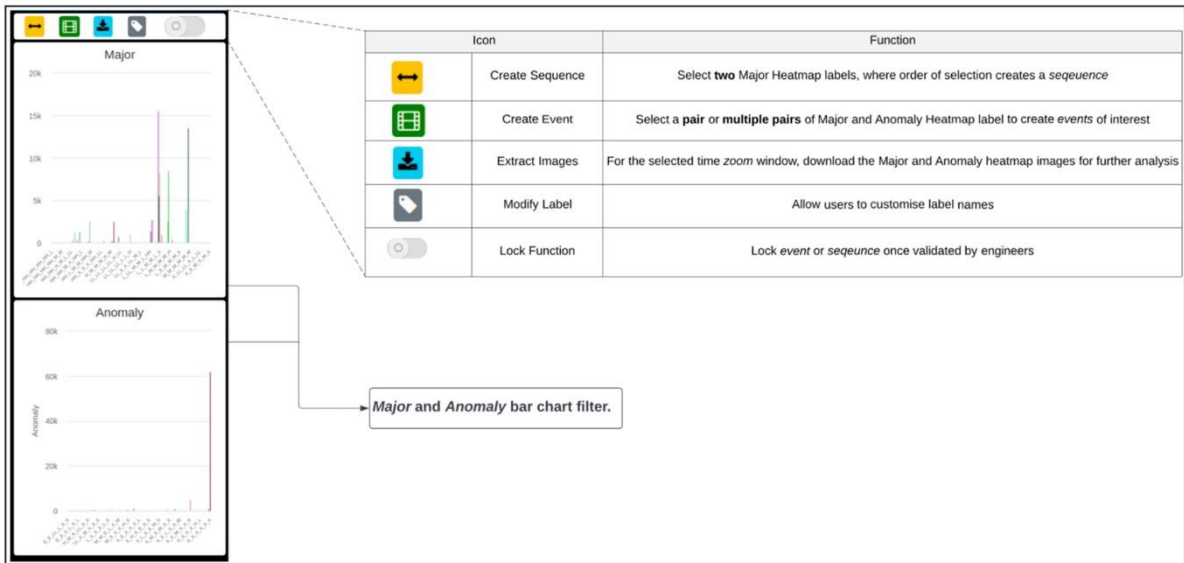 Icon Function
Create Sequence Select two Major Heatmap labels, where order of selection creates a seqeuence
Create Event Select a pair or multiple pairs of Major and Anomaly Heatmap label to create events of interest
Extract Images For the selected time zoom window, download the Major and Anomaly heatmap images for further analysis
Modify Label Allow users to customise label names
Lock Function Lock event or seqeunce once validated by engineers
Major
20k
15k
10k
5k
0
Anomaly
80k
60k
40k
20k
0
Anomaly
Major and Anomaly bar chart filter.